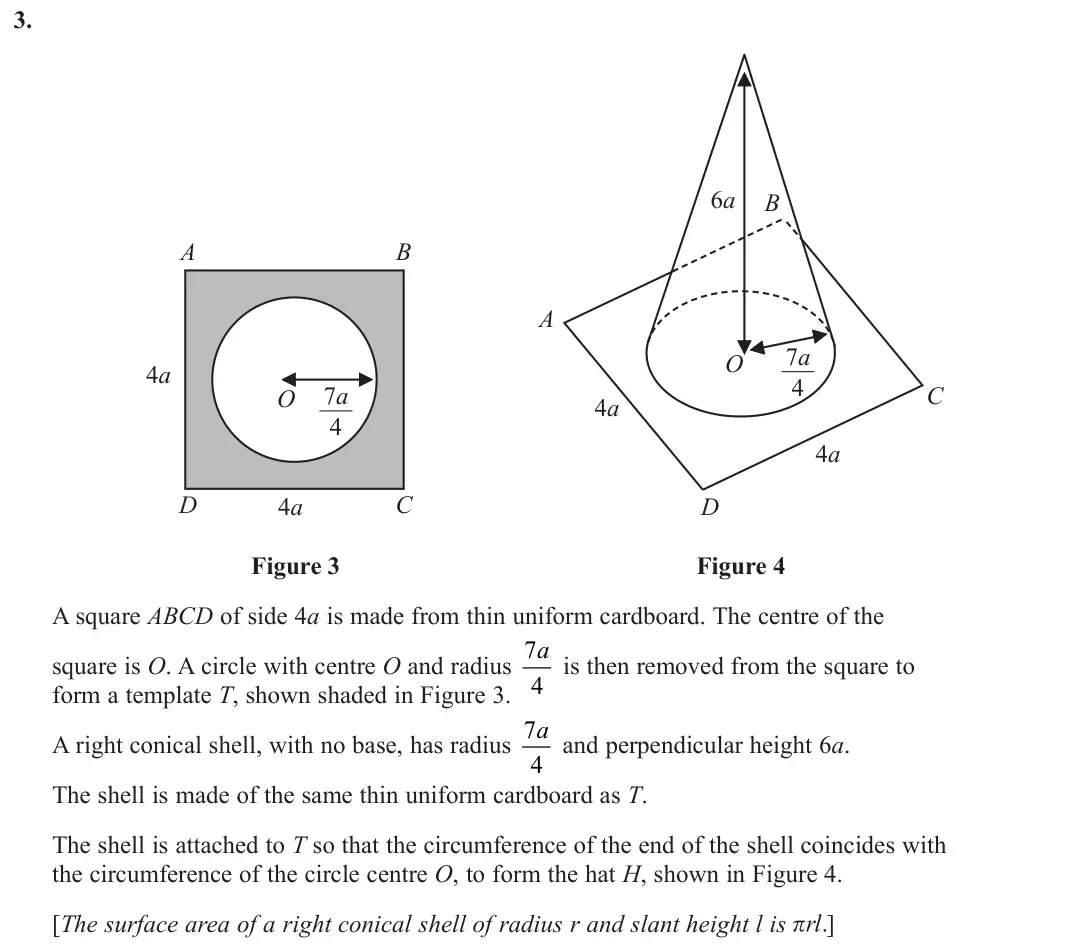 3.
A
B
4a
O
7a
4
D
4a
C
Figure 3
6a
B
A
O
7a
4
C
4a
4a
D
Figure 4
A square ABCD of side 4a is made from thin uniform cardboard. The centre of the
square is O. A circle with centre O and radius 7a/4 is then removed from the square to
form a template T, shown shaded in Figure 3.
A right conical shell, with no base, has radius 7a/4 and perpendicular height 6a.
The shell is made of the same thin uniform cardboard as T.
The shell is attached to T so that the circumference of the end of the shell coincides with
the circumference of the circle centre O, to form the hat H, shown in Figure 4.
[The surface area of a right conical shell of radius r and slant height l is πrl.]